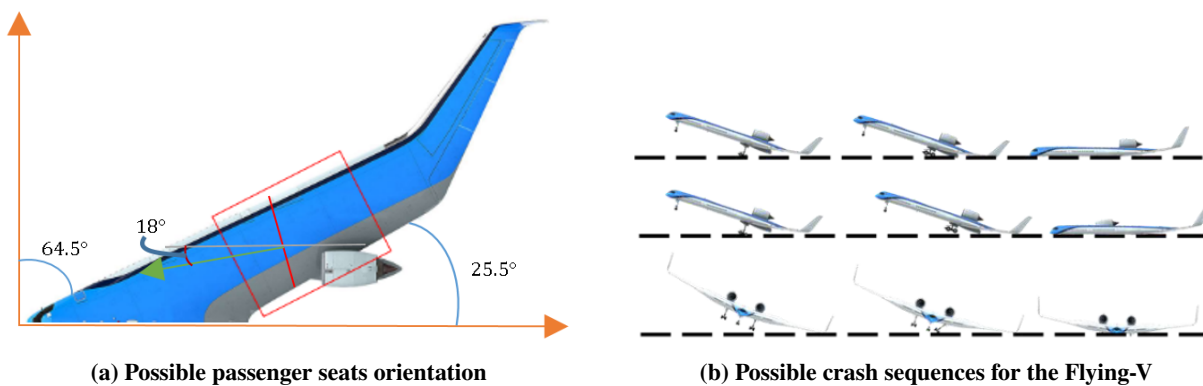 18°
64.5°
25.5°
(a) Possible passenger seats orientation
(b) Possible crash sequences for the Flying-V